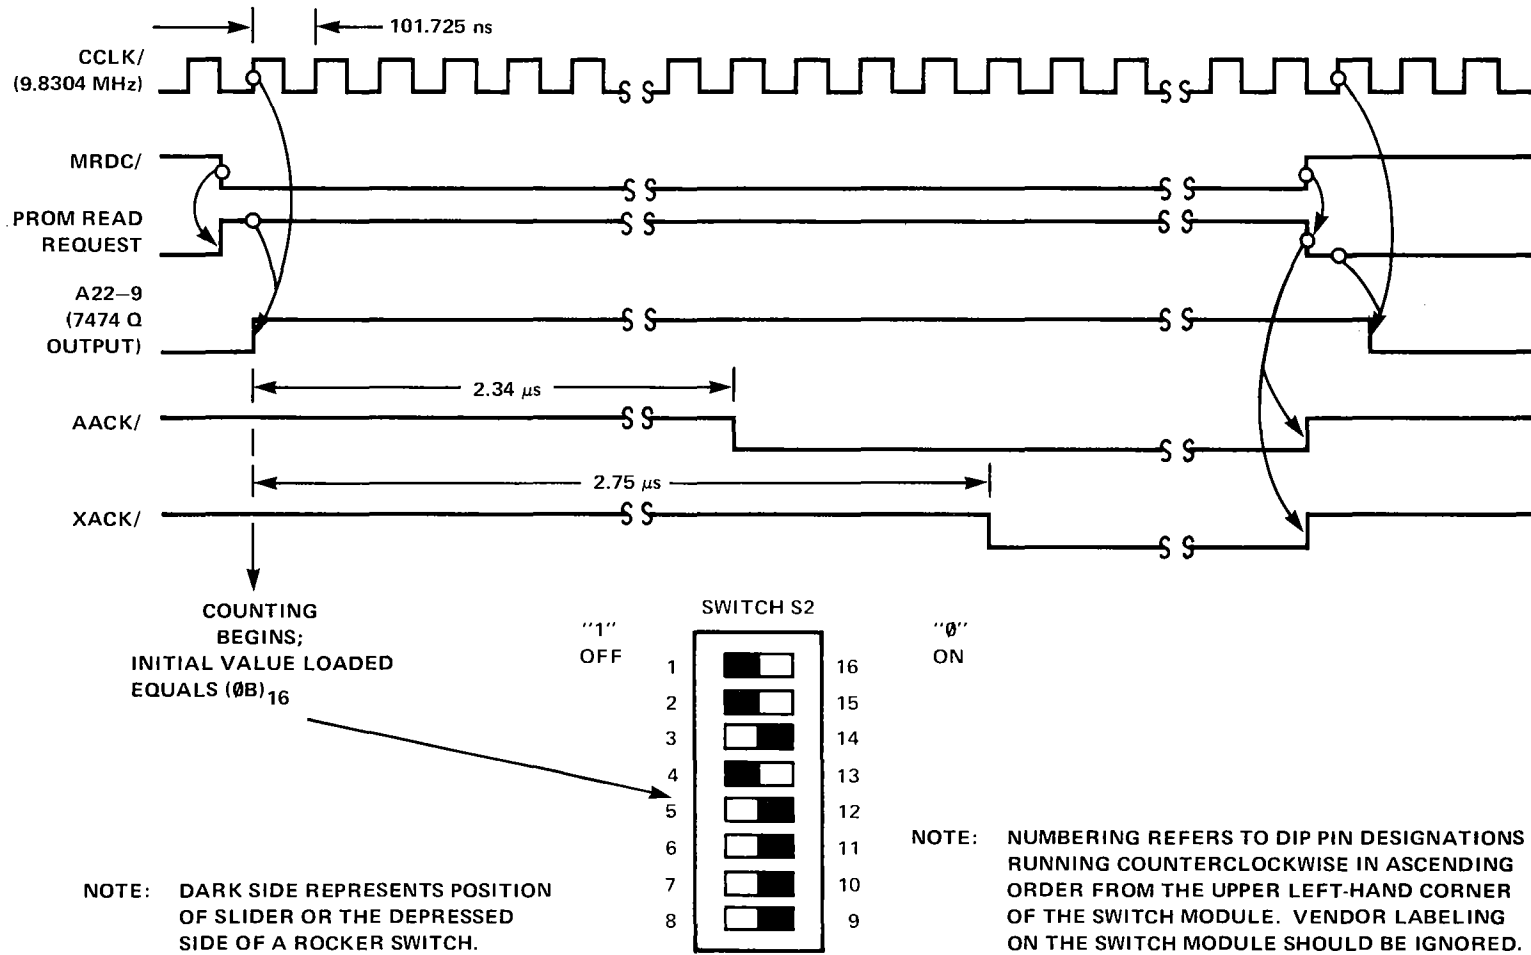 101.725 ns
CCLK/
(9.8304 MHz)
MRDC/
PROM READ
REQUEST
A22–9
(7474 Q
OUTPUT)
2.34 μs
AACK/
2.75 μs
XACK/
COUNTING
BEGINS;
INITIAL VALUE LOADED
EQUALS (ØB)16
SWITCH S2
"1"
OFF
"Ø"
ON
1 16
2 15
3 14
4 13
5 12
6 11
7 10
8 9
NOTE: DARK SIDE REPRESENTS POSITION
OF SLIDER OR THE DEPRESSED
SIDE OF A ROCKER SWITCH.
NOTE: NUMBERING REFERS TO DIP PIN DESIGNATIONS
RUNNING COUNTERCLOCKWISE IN ASCENDING
ORDER FROM THE UPPER LEFT-HAND CORNER
OF THE SWITCH MODULE. VENDOR LABELING
ON THE SWITCH MODULE SHOULD BE IGNORED.